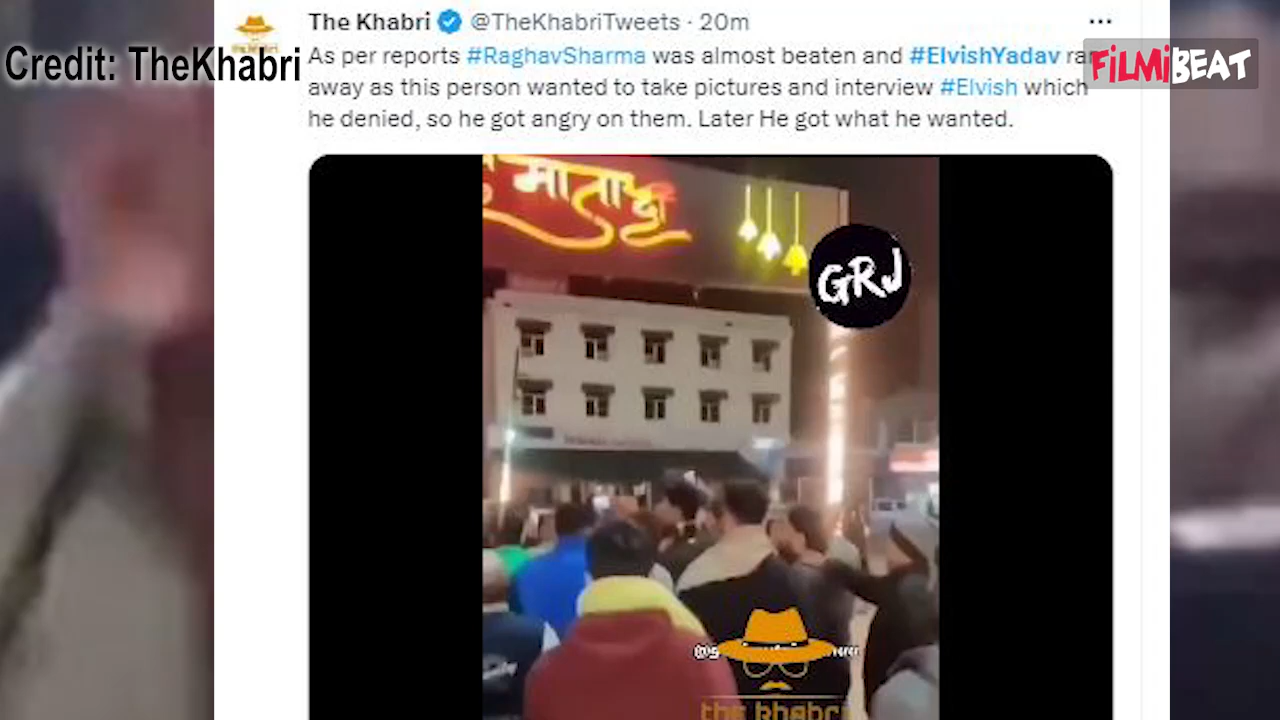 The Khabri @TheKhabriTweets · 20m
Credit: TheKhabri
FILMIBEAT
As per reports #RaghavSharma was almost beaten and #ElvishYadav ra
away as this person wanted to take pictures and interview #Elvish which
he denied, so he got angry on them. Later He got what he wanted.
माता दी
GRJ
the khabri